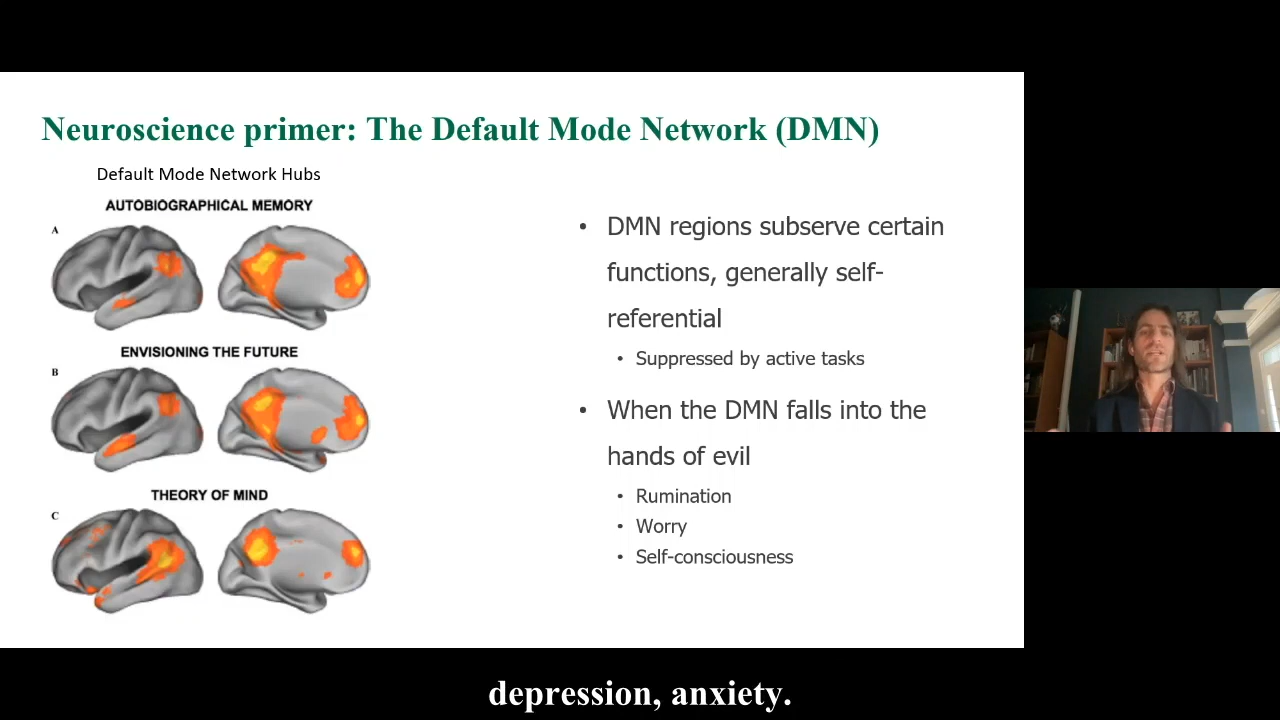 Neuroscience primer: The Default Mode Network (DMN)
Default Mode Network Hubs
AUTOBIOGRAPHICAL MEMORY
A
ENVISIONING THE FUTURE
B
THEORY OF MIND
C
• DMN regions subserve certain
functions, generally self-
referential
• Suppressed by active tasks
• When the DMN falls into the
hands of evil
• Rumination
• Worry
• Self-consciousness
depression, anxiety.